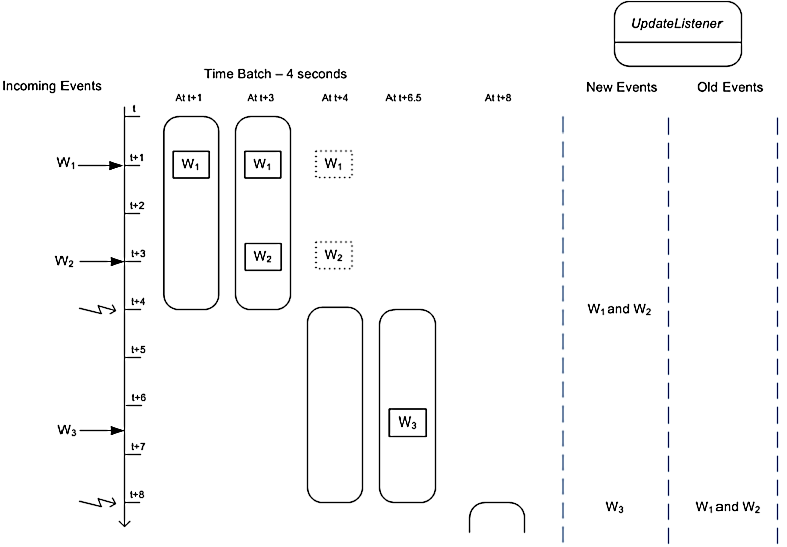 UpdateListener
Time Batch – 4 seconds
Incoming Events
New Events
Old Events
At t+1
At t+3
At t+4
At t+6.5
At t+8
t
W₁
t+1
W₁
W₁
W₁
t+2
W₂
t+3
W₂
W₂
t+4
W₁ and W₂
t+5
t+6
W₃
W₃
t+7
t+8
W₃
W₁ and W₂